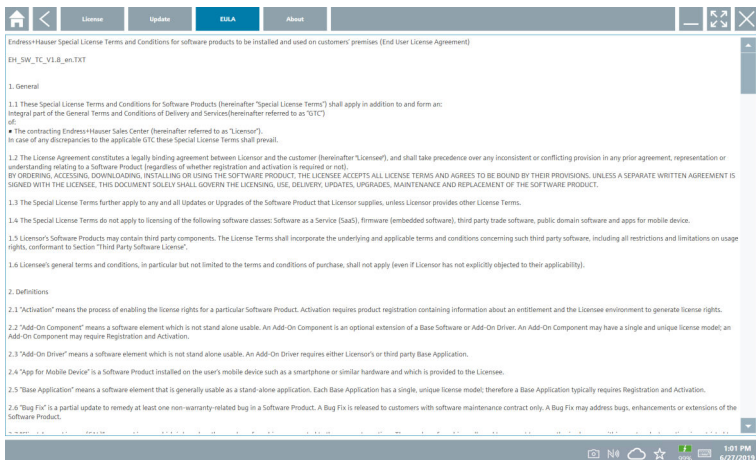 License Update EULA About
Endress+Hauser Special License Terms and Conditions for software products to be installed and used on customers' premises (End User License Agreement)
EH_SW_TC_V1.8_en.TXT
1. General
1.1 These Special License Terms and Conditions for Software Products (hereinafter "Special License Terms") shall apply in addition to and form an:
Integral part of the General Terms and Conditions of Delivery and Services(hereinafter referred to as "GTC")
of:
▪ The contracting Endress+Hauser Sales Center (hereinafter referred to as "Licensor").
In case of any discrepancies to the applicable GTC these Special License Terms shall prevail.
1.2 The License Agreement constitutes a legally binding agreement between Licensor and the customer (hereinafter "Licensee"), and shall take precedence over any inconsistent or conflicting provision in any prior agreement, representation or
understanding relating to a Software Product (regardless of whether registration and activation is required or not).
BY ORDERING, ACCESSING, DOWNLOADING, INSTALLING OR USING THE SOFTWARE PRODUCT, THE LICENSEE ACCEPTS ALL LICENSE TERMS AND AGREES TO BE BOUND BY THEIR PROVISIONS. UNLESS A SEPARATE WRITTEN AGREEMENT IS
SIGNED WITH THE LICENSEE, THIS DOCUMENT SOLELY SHALL GOVERN THE LICENSING, USE, DELIVERY, UPDATES, UPGRADES, MAINTENANCE AND REPLACEMENT OF THE SOFTWARE PRODUCT.
1.3 The Special License Terms further apply to any and all Updates or Upgrades of the Software Product that Licensor supplies, unless Licensor provides other License Terms.
1.4 The Special License Terms do not apply to licensing of the following software classes: Software as a Service (SaaS), firmware (embedded software), third party trade software, public domain software and apps for mobile device.
1.5 Licensor's Software Products may contain third party components. The License Terms shall incorporate the underlying and applicable terms and conditions concerning such third party software, including all restrictions and limitations on usage
rights, conformant to Section "Third Party Software License".
1.6 Licensee's general terms and conditions, in particular but not limited to the terms and conditions of purchase, shall not apply (even if Licensor has not explicitly objected to their applicability).
2. Definitions
2.1 "Activation" means the process of enabling the license rights for a particular Software Product. Activation requires product registration containing information about an entitlement and the Licensee environment to generate license rights.
2.2 "Add-On Component" means a software element which is not stand alone usable. An Add-On Component is an optional extension of a Base Software or Add-On Driver. An Add-On Component may have a single and unique license model; an
Add-On Component may require Registration and Activation.
2.3 "Add-On Driver" means a software element which is not stand alone usable. An Add-On Driver requires either Licensor's or third party Base Application.
2.4 "App for Mobile Device" is a Software Product installed on the user's mobile device such as a smartphone or similar hardware and which is provided to the Licensee.
2.5 "Base Application" means a software element that is generally usable as a stand-alone application. Each Base Application has a single, unique license model; therefore a Base Application typically requires Registration and Activation.
2.6 "Bug Fix" is a partial update to remedy at least one non-warranty-related bug in a Software Product. A Bug Fix is released to customers with software maintenance contract only. A Bug Fix may address bugs, enhancements or extensions of the
Software Product.
99% 1:01 PM
6/27/2019